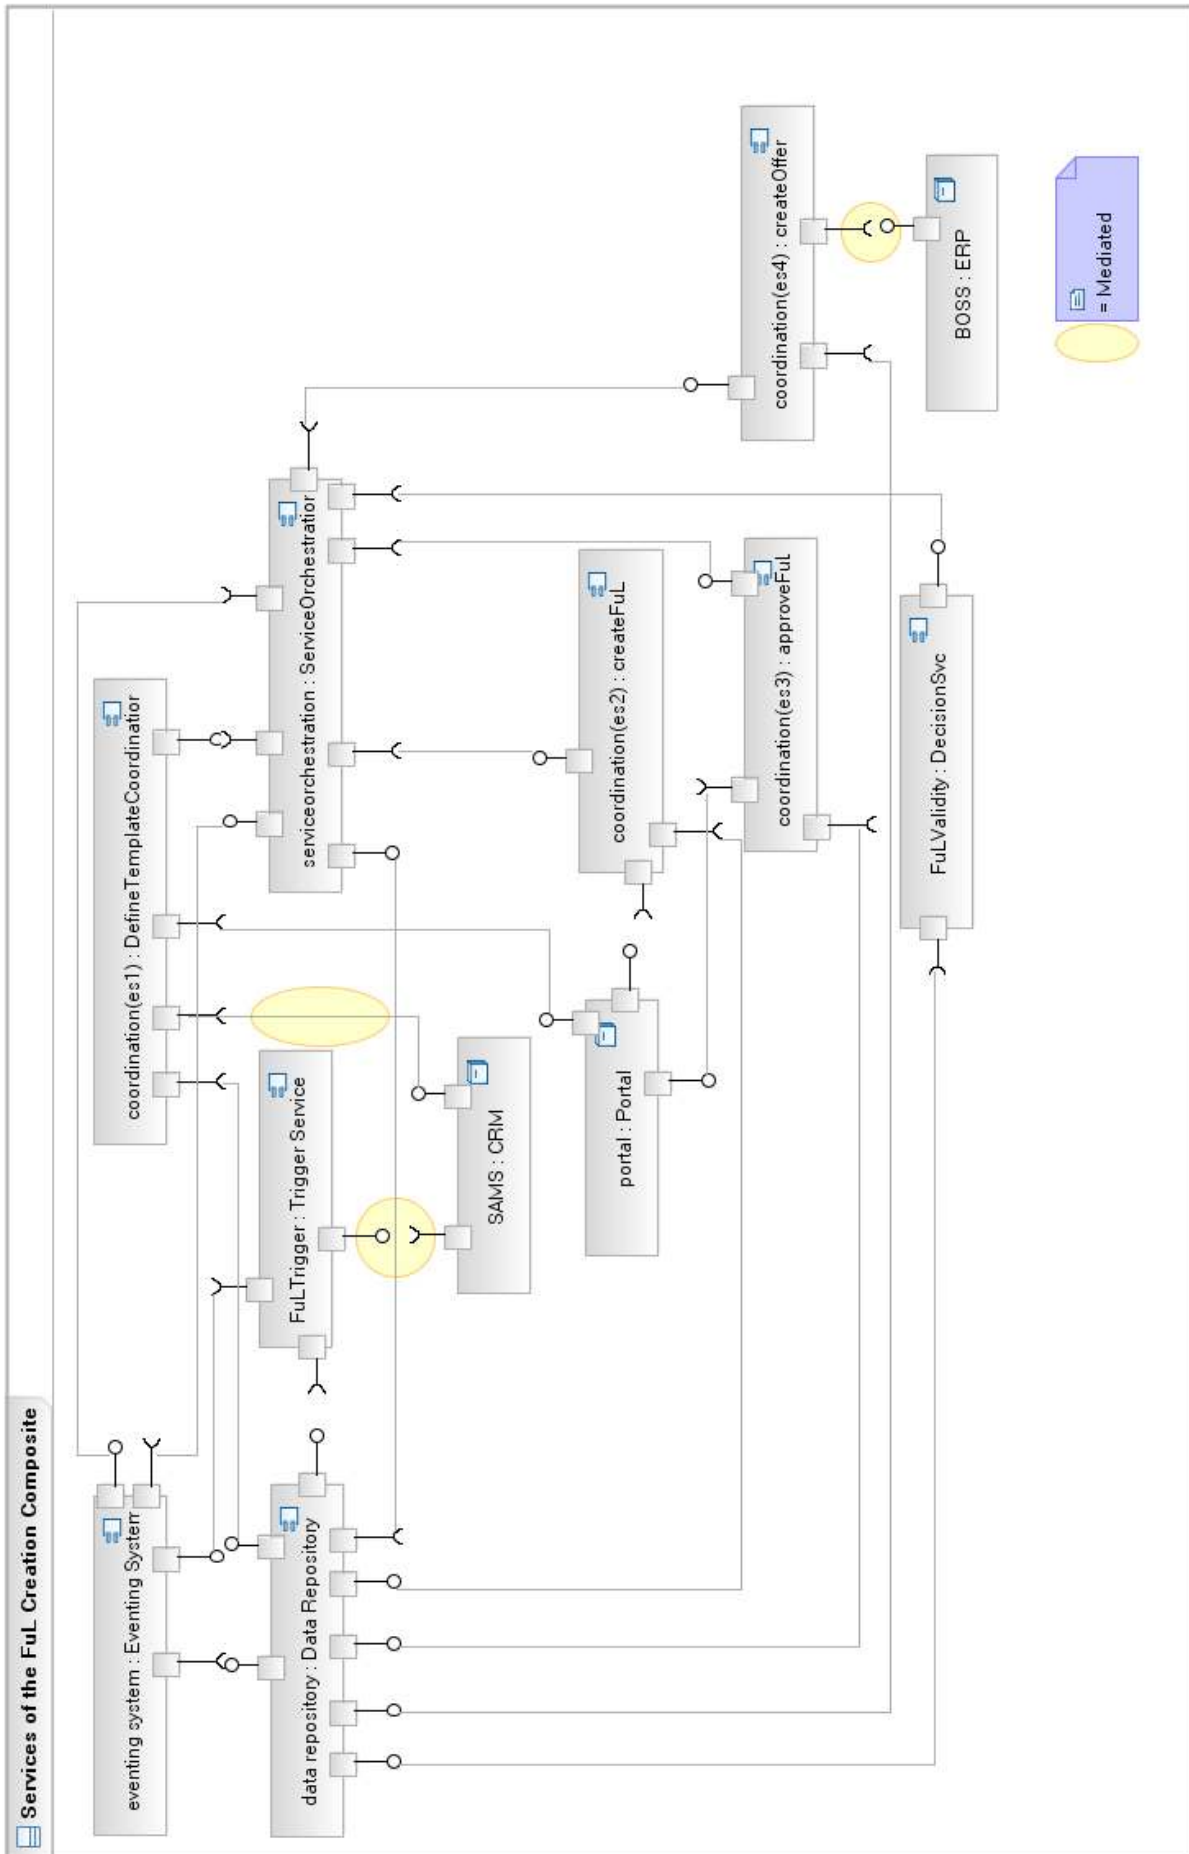 Services of the FuL Creation Composite
eventing system : Eventing System
coordination(es1) : DefineTemplateCoordination
data repository : Data Repository
FuLTrigger : Trigger Service
serviceorchestration : ServiceOrchestration
SAMS : CRM
portal : Portal
coordination(es2) : createFuL
coordination(es3) : approveFuL
coordination(es4) : createOffer
FuLValidity : DecisionSvc
BOSS : ERP
= Mediated